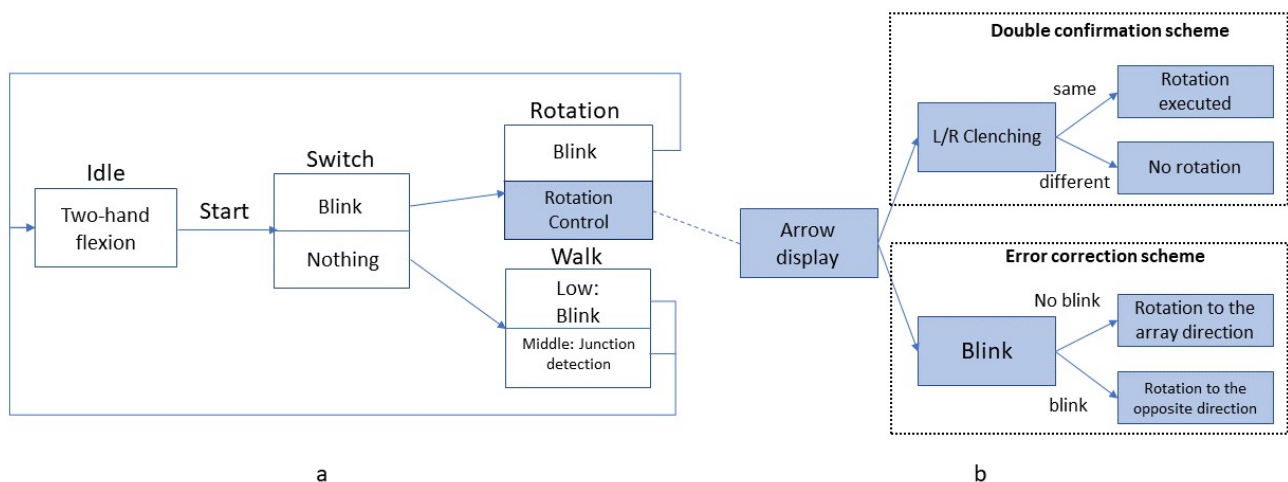 Idle
Two-hand
flexion
Start
Switch
Blink
Nothing
Rotation
Blink
Rotation
Control
Walk
Low:
Blink
Middle: Junction
detection
Arrow
display
Double confirmation scheme
L/R Clenching
same
different
Rotation
executed
No rotation
Error correction scheme
Blink
No blink
blink
Rotation to the
array direction
Rotation to the
opposite direction
a
b